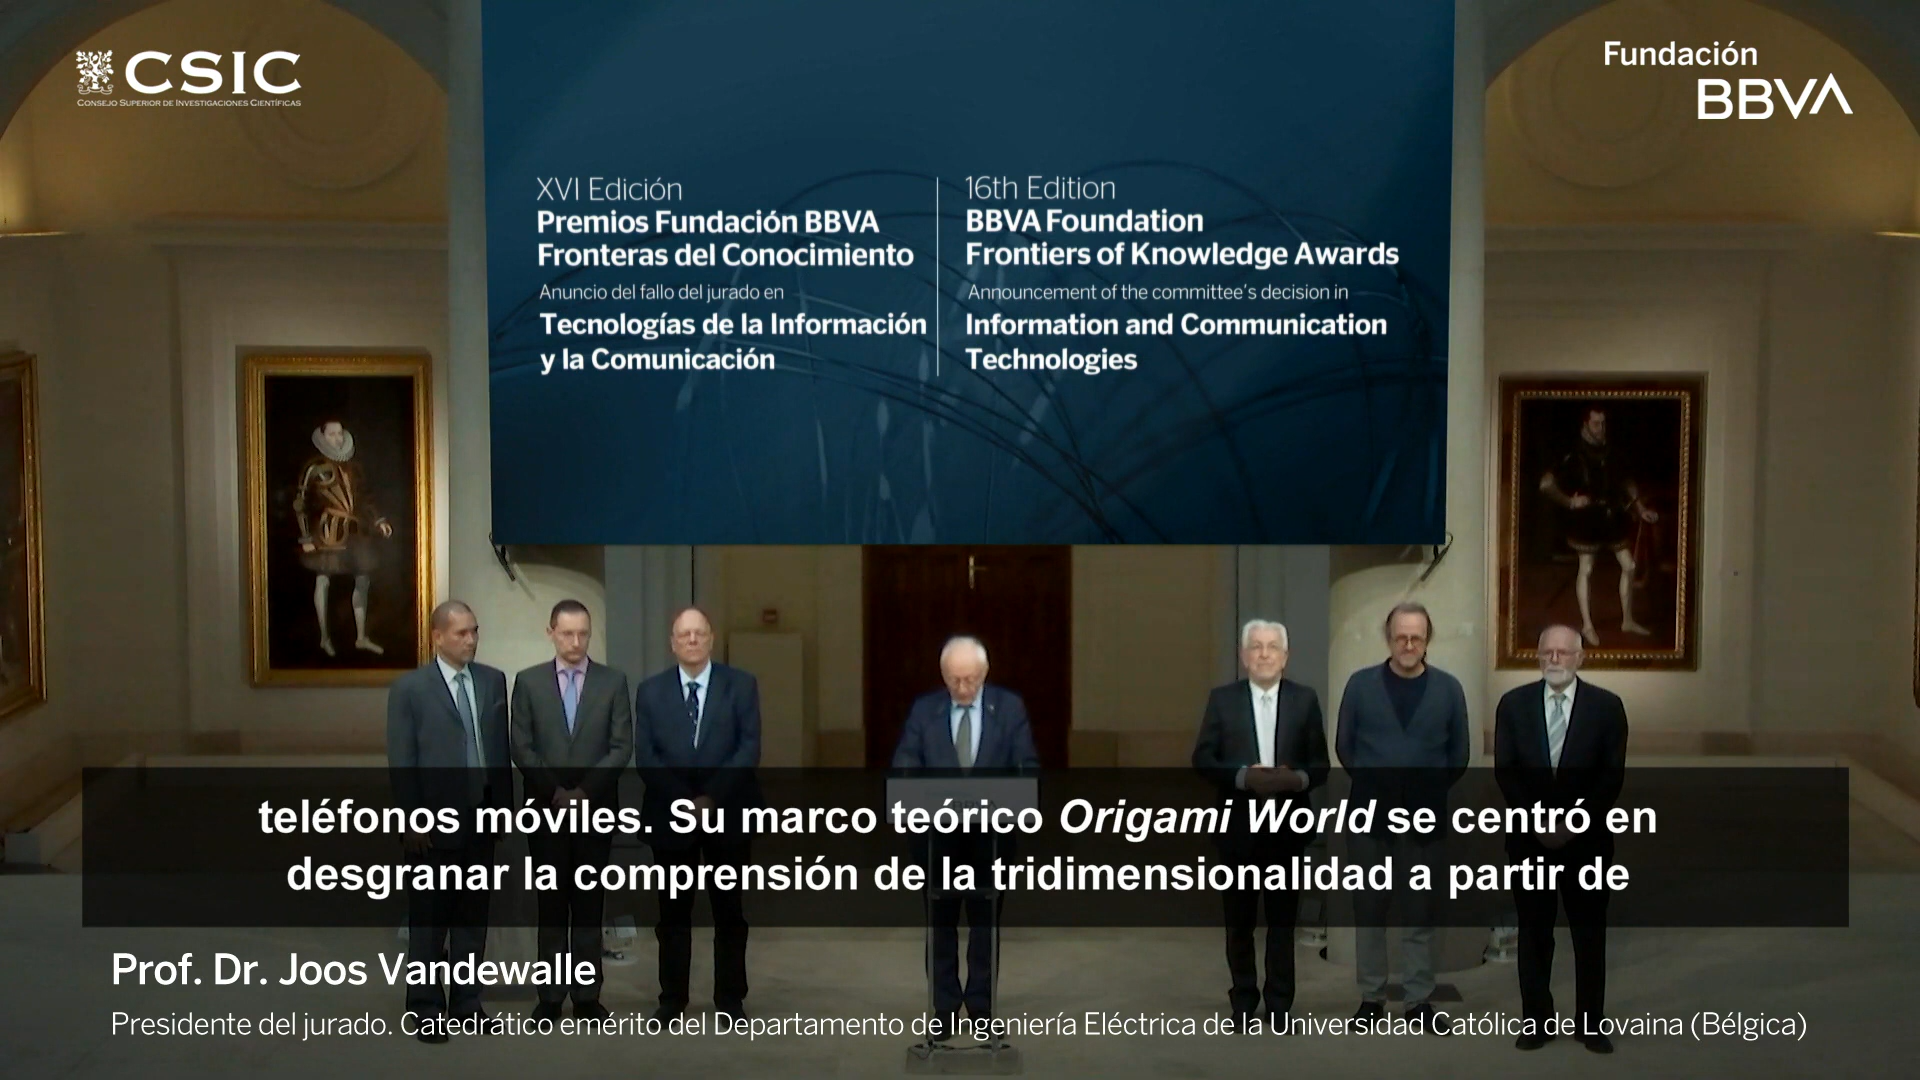 CSIC
CONSEJO SUPERIOR DE INVESTIGACIONES CIENTÍFICAS
Fundación
BBVA
XVI Edición
Premios Fundación BBVA
Fronteras del Conocimiento
Anuncio del fallo del jurado en
Tecnologías de la Información
y la Comunicación
16th Edition
BBVA Foundation
Frontiers of Knowledge Awards
Announcement of the committee's decision in
Information and Communication
Technologies
teléfonos móviles. Su marco teórico Origami World se centró en
desgranar la comprensión de la tridimensionalidad a partir de
Prof. Dr. Joos Vandewalle
Presidente del jurado. Catedrático emérito del Departamento de Ingeniería Eléctrica de la Universidad Católica de Lovaina (Bélgica)